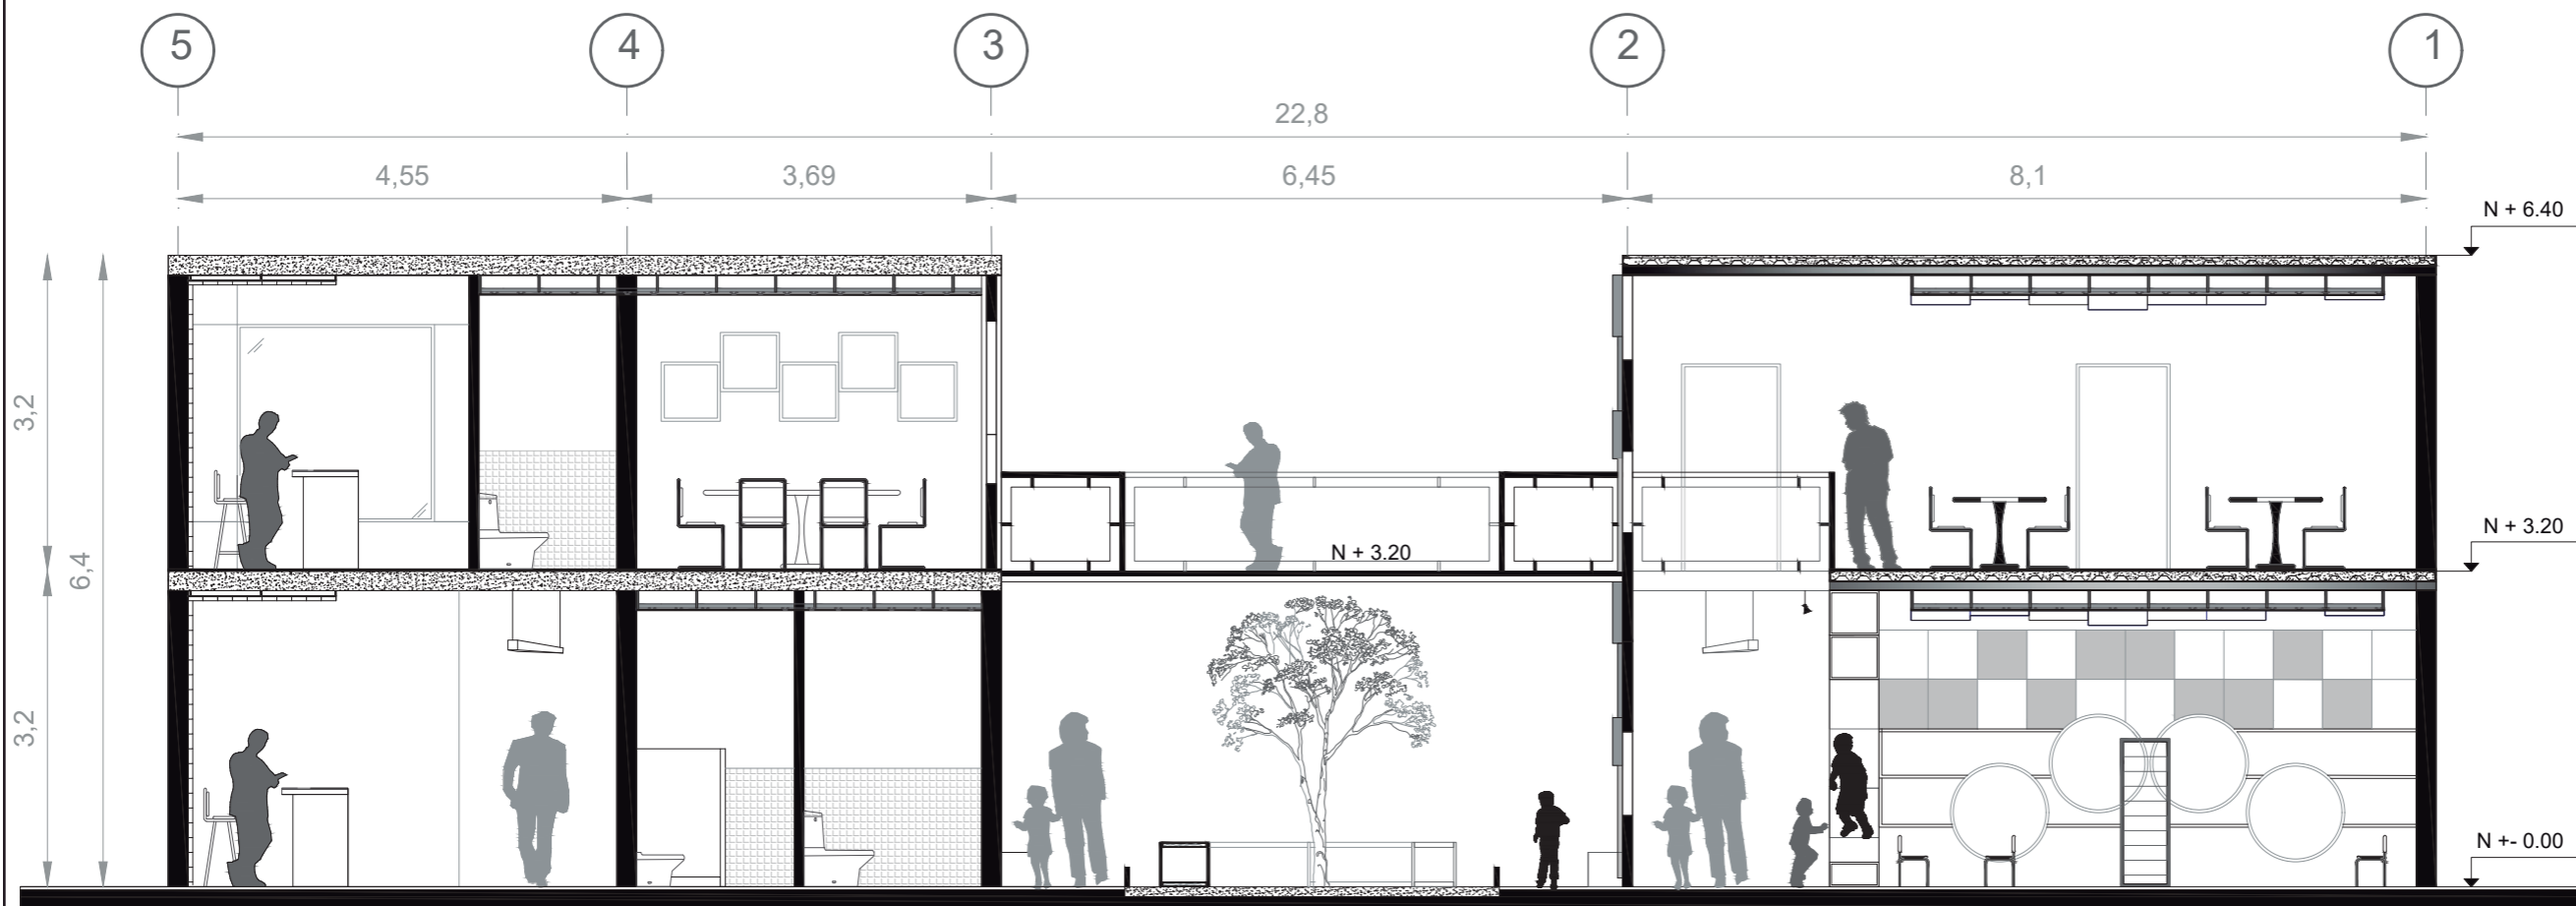 5 4 3 2 1
22,8
4,55 3,69 6,45 8,1
N + 6.40
3,2
N + 3.20
N + 3.20
6,4
3,2
N +- 0.00